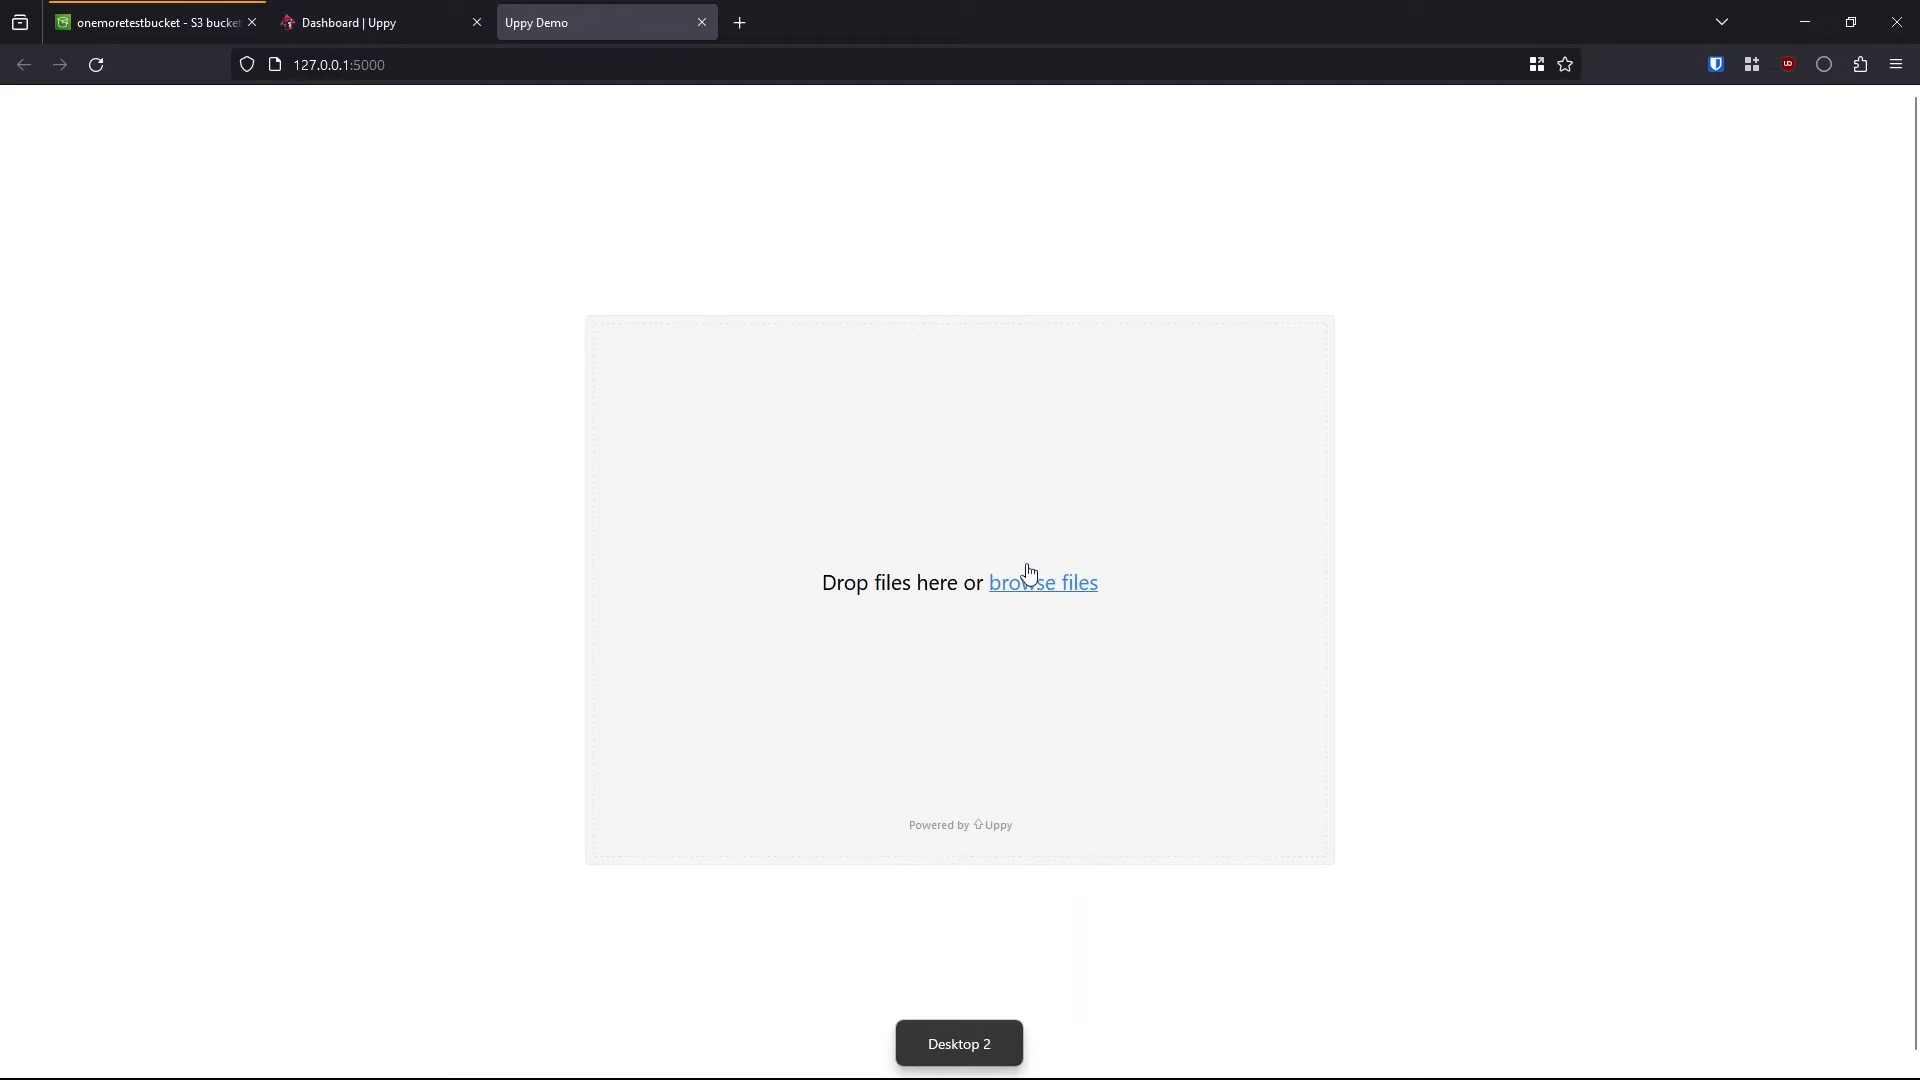 onemoretestbucket - S3 bucket
Dashboard | Uppy
Uppy Demo
127.0.0.1:5000
Drop files here or browse files
Powered by Uppy
Desktop 2